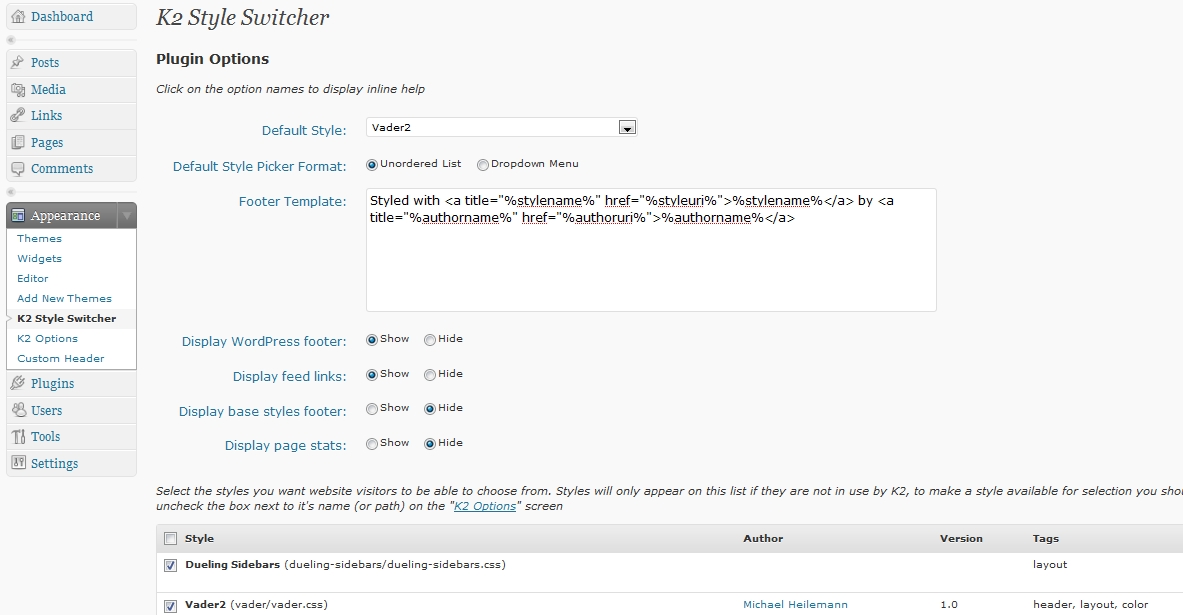 Dashboard
Posts
Media
Links
Pages
Comments
Appearance
Themes
Widgets
Editor
Add New Themes
K2 Style Switcher
K2 Options
Custom Header
Plugins
Users
Tools
Settings
K2 Style Switcher
Plugin Options
Click on the option names to display inline help
Default Style: Vader2
Default Style Picker Format: Unordered List Dropdown Menu
Footer Template: Styled with <a title="%stylename%" href="%styleuri%">%stylename%</a> by <a
title="%authorname%" href="%authoruri%">%authorname%</a>
Display WordPress footer: Show Hide
Display feed links: Show Hide
Display base styles footer: Show Hide
Display page stats: Show Hide
Select the styles you want website visitors to be able to choose from. Styles will only appear on this list if they are not in use by K2, to make a style available for selection you shou
uncheck the box next to it's name (or path) on the "K2 Options" screen
Style Author Version Tags
Dueling Sidebars (dueling-sidebars/dueling-sidebars.css) layout
Vader2 (vader/vader.css) Michael Heilemann 1.0 header, layout, color